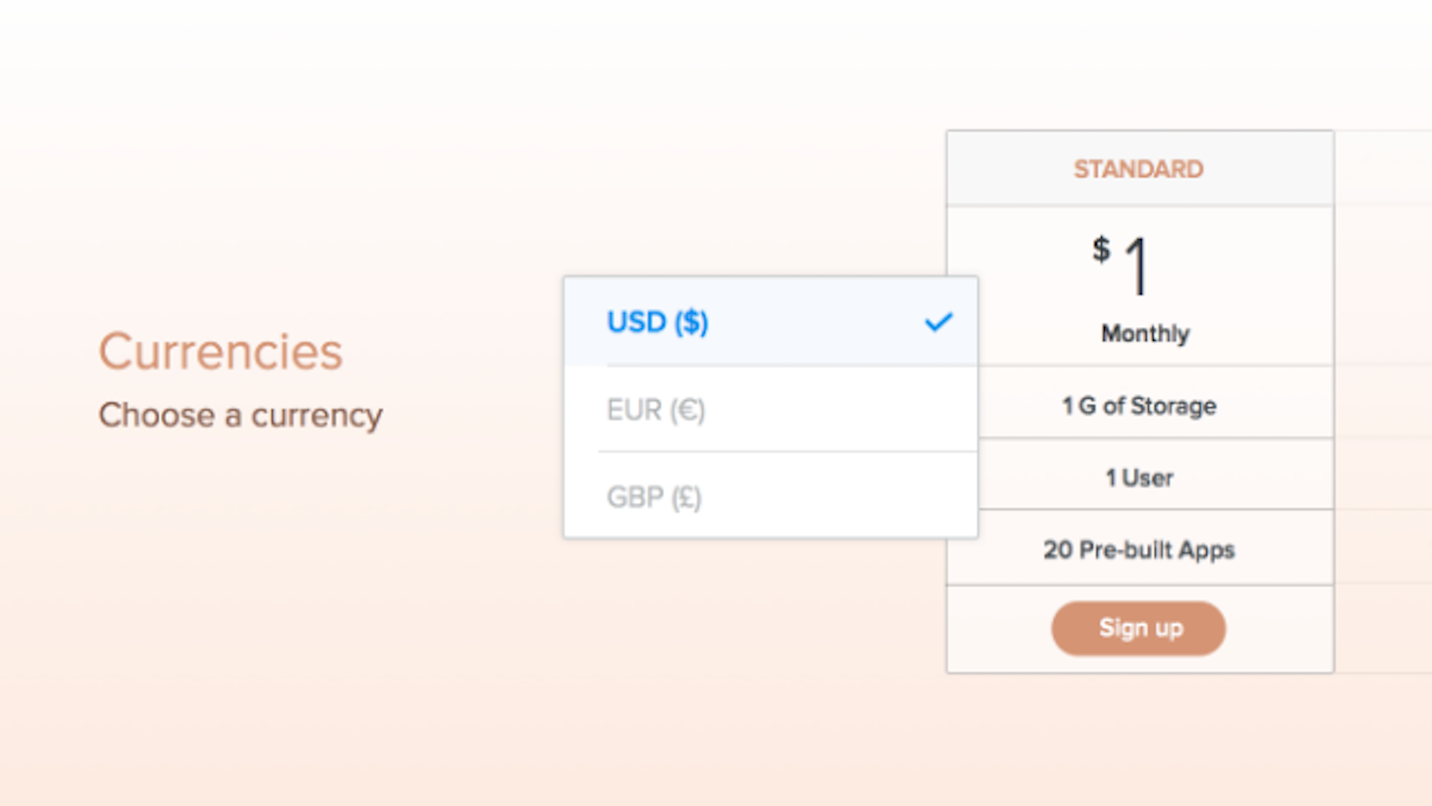 Currencies
Choose a currency
USD ($)
EUR (€)
GBP (£)
STANDARD
$ 1
Monthly
1 G of Storage
1 User
20 Pre-built Apps
Sign up